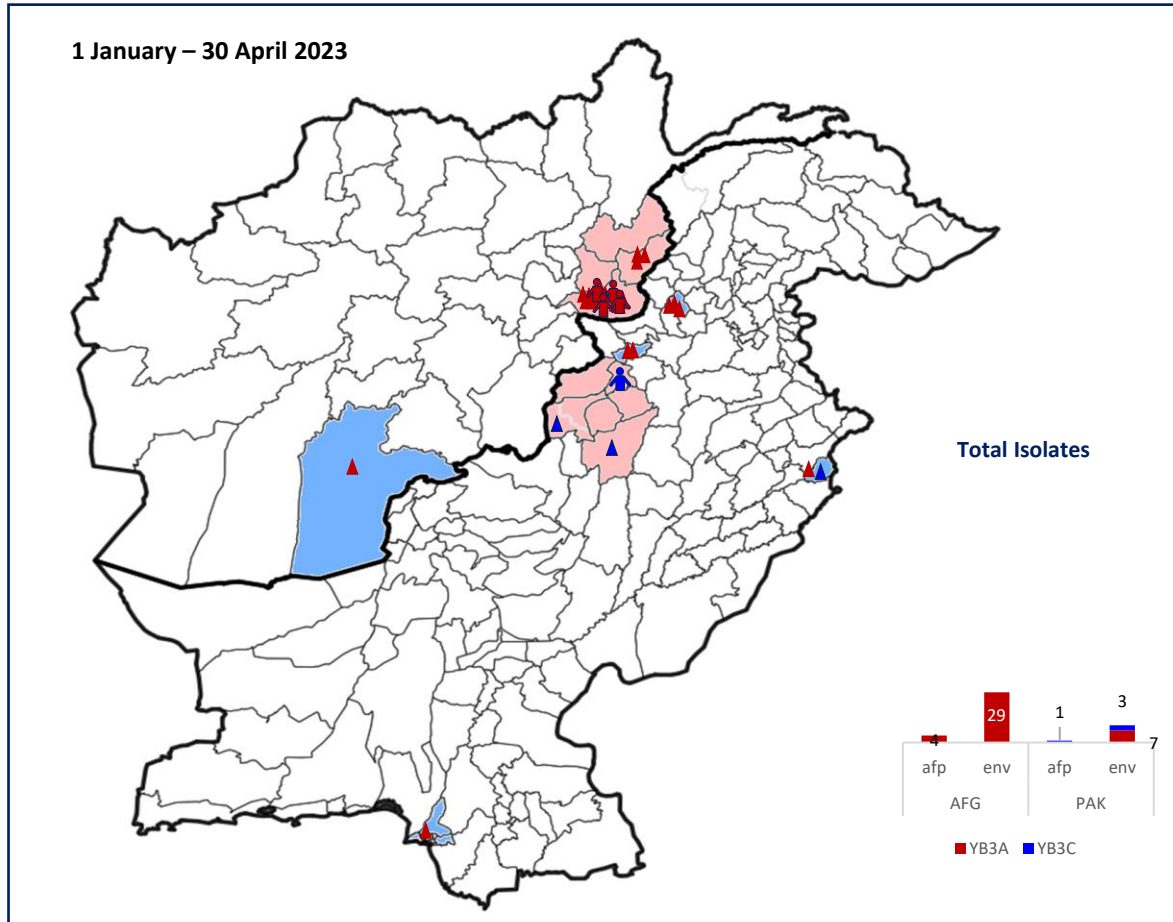 1 January – 30 April 2023
Total Isolates
4
29
1
3
7
afp env afp env
AFG PAK
YB3A YB3C